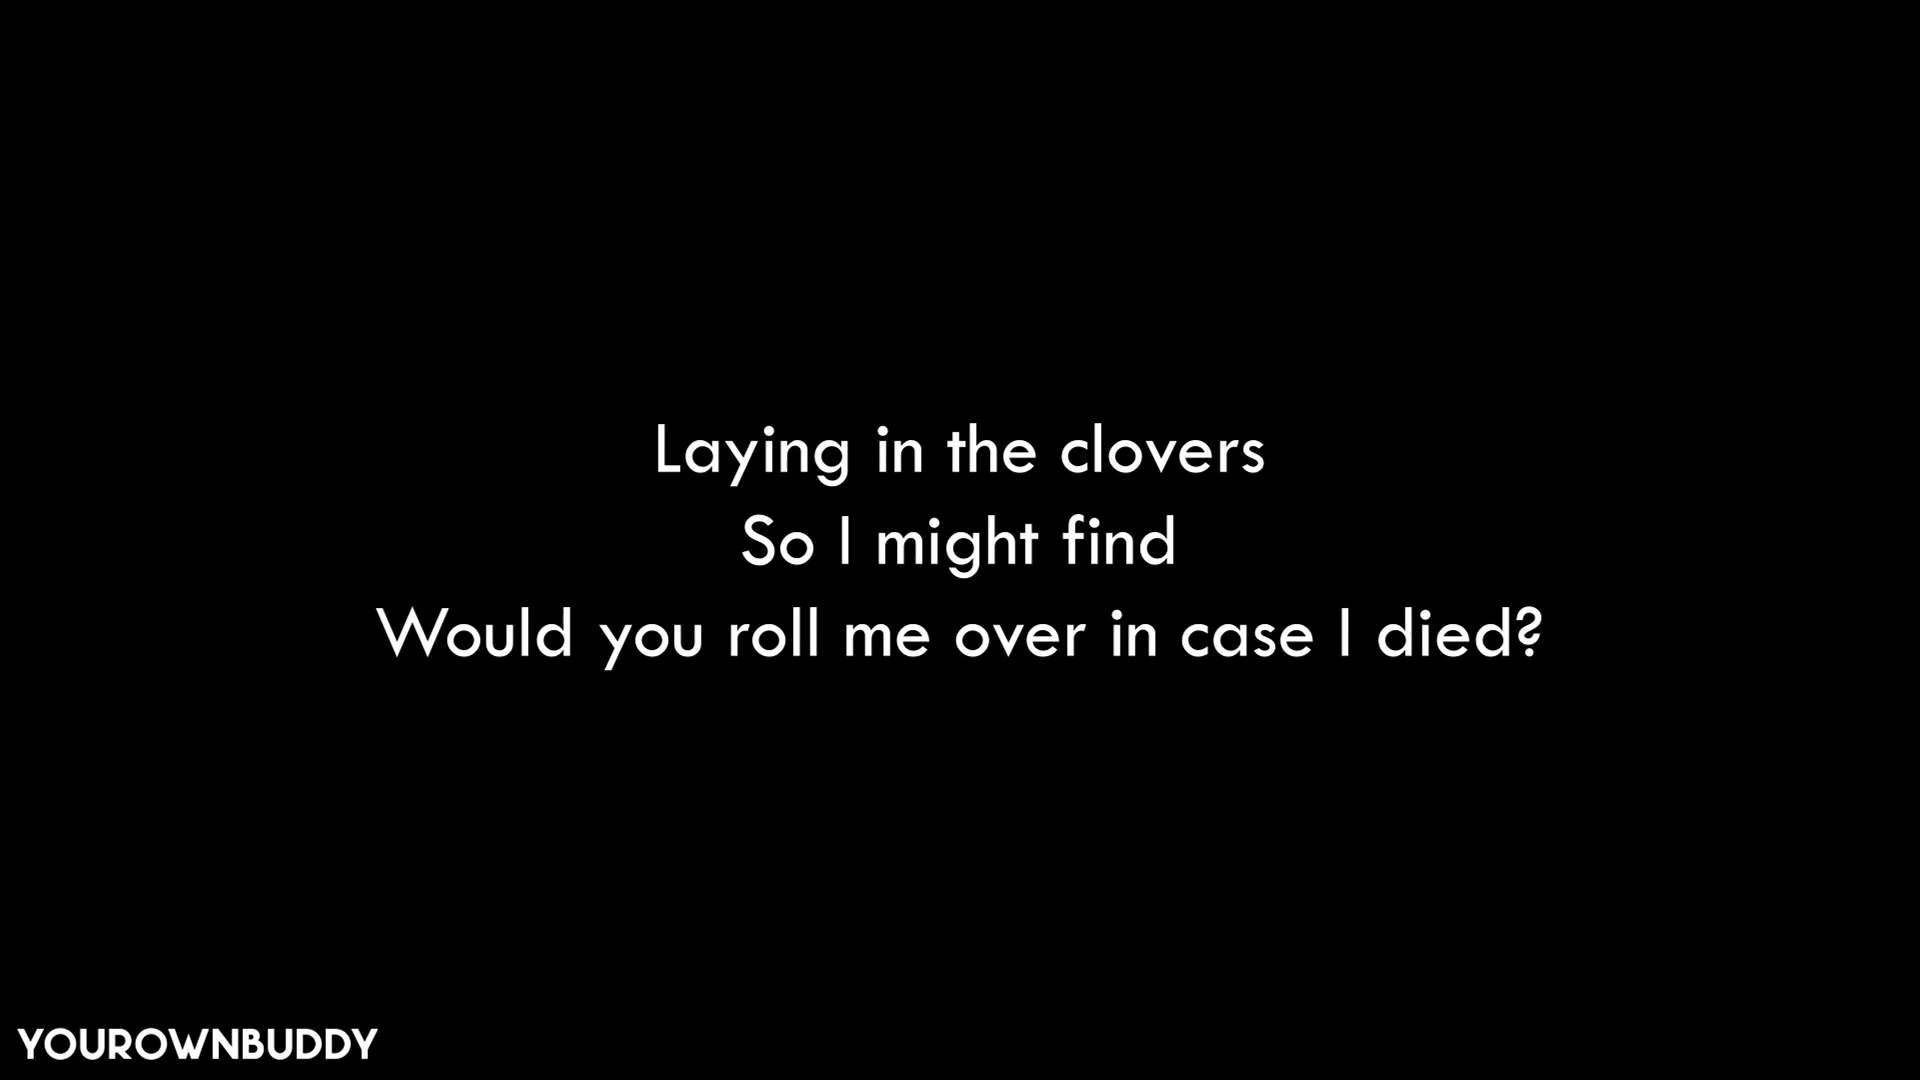 Laying in the clovers
So I might find
Would you roll me over in case I died?
YOUROWNBUDDY